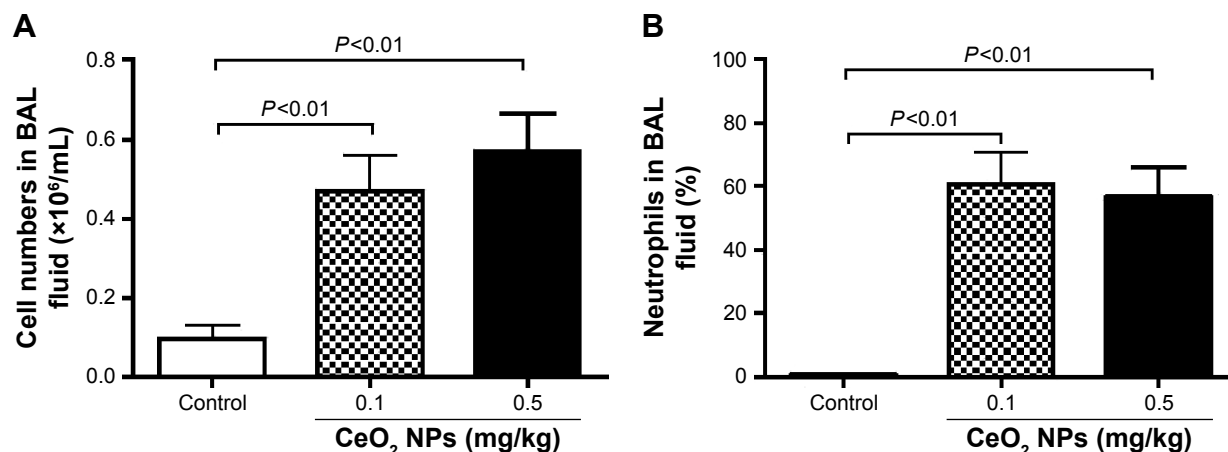 A
Cell numbers in BAL
fluid (×10⁶/mL)
0.8
0.6
0.4
0.2
0.0
P<0.01
P<0.01
Control
0.1
0.5
CeO₂ NPs (mg/kg)
B
Neutrophils in BAL
fluid (%)
100
80
60
40
20
0
P<0.01
P<0.01
Control
0.1
0.5
CeO₂ NPs (mg/kg)